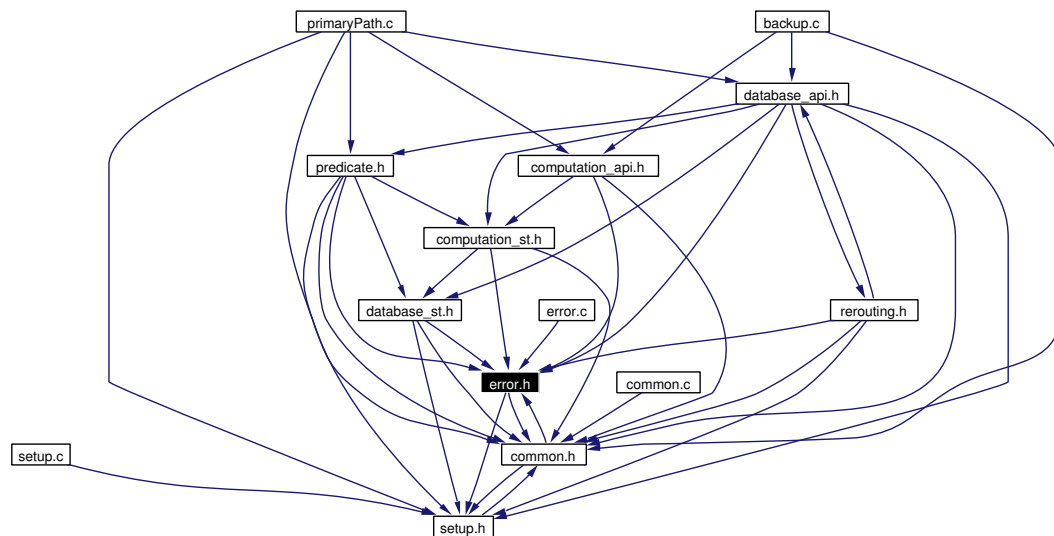 primaryPath.c
backup.c
database_api.h
predicate.h
computation_api.h
computation_st.h
database_st.h
error.c
rerouting.h
error.h
common.c
setup.c
common.h
setup.h